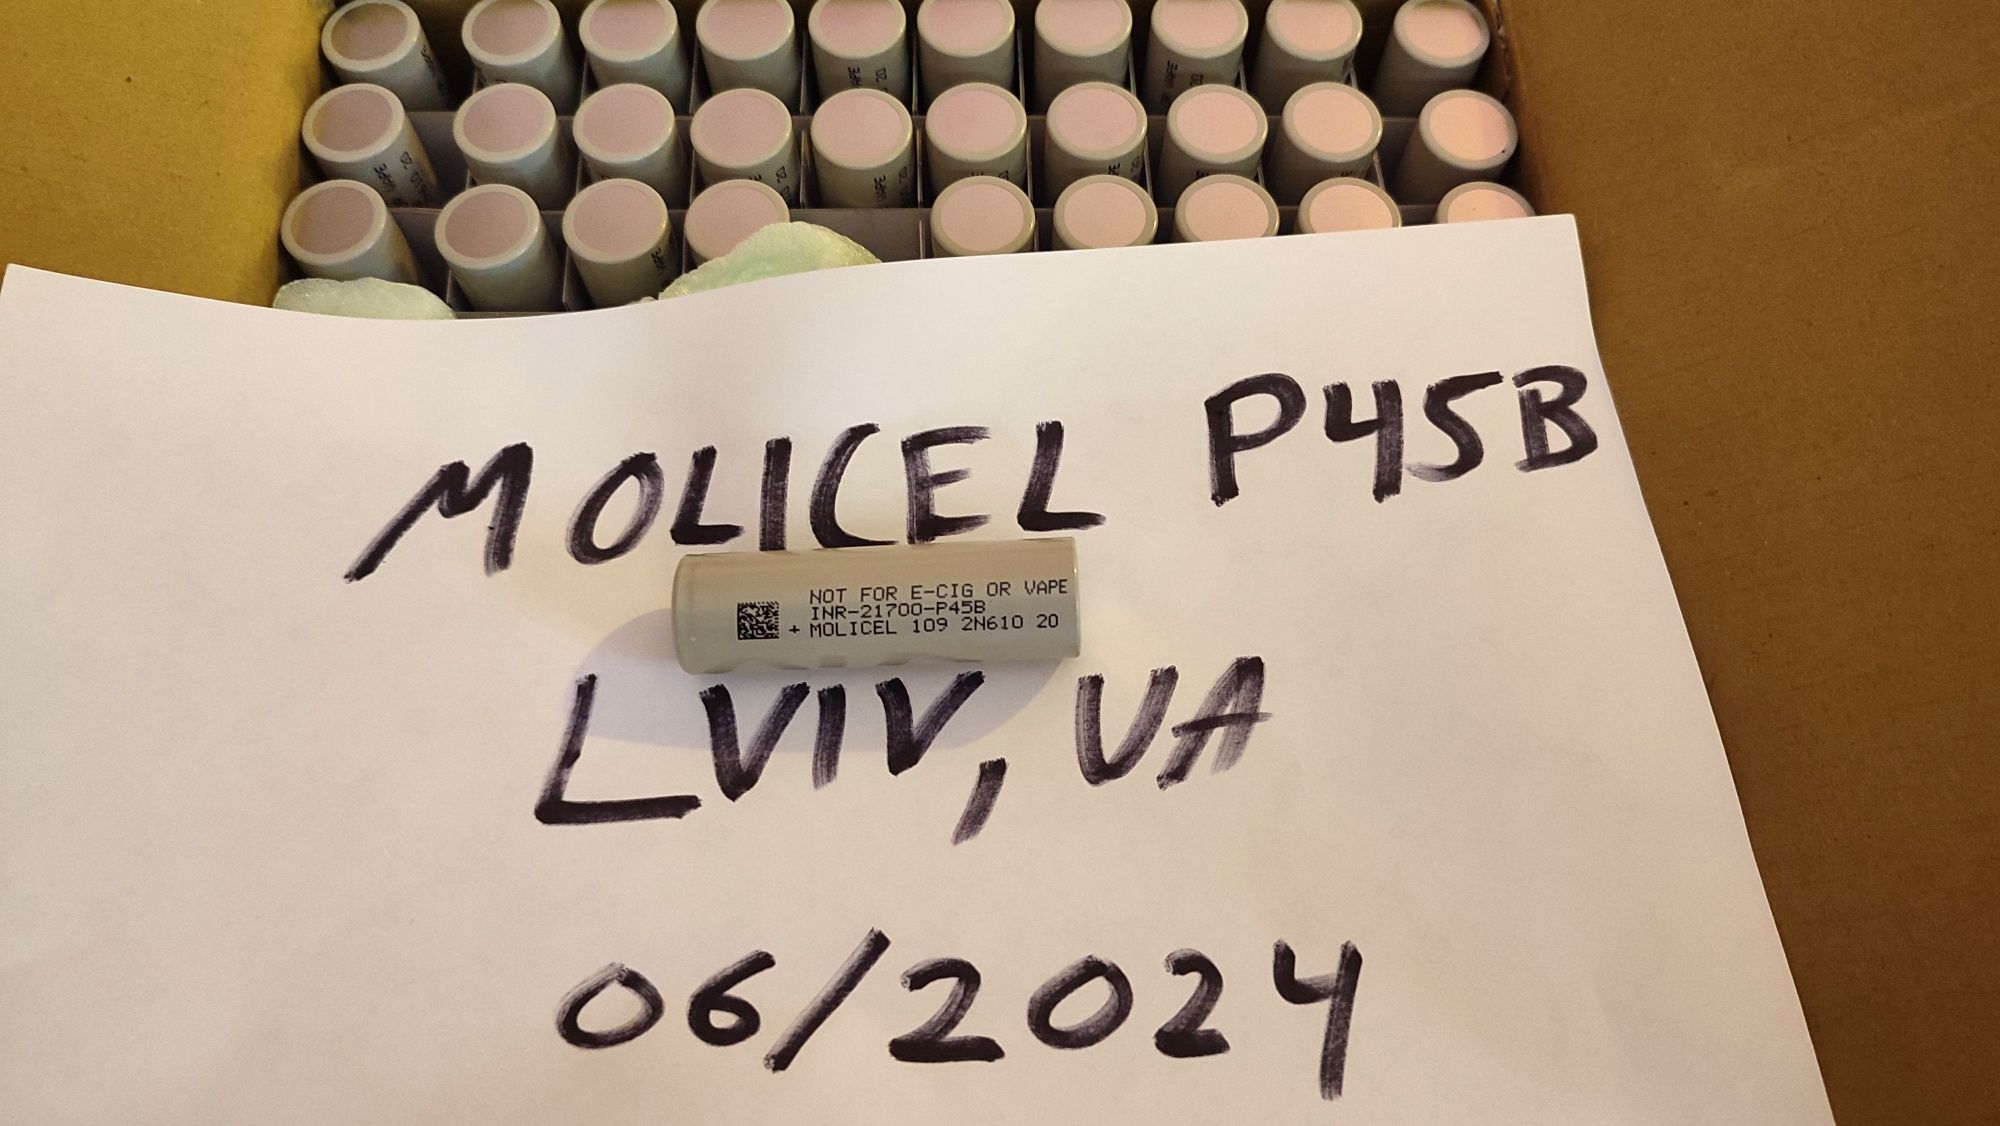 MOLICEL P45B
NOT FOR E-CIG OR VAPE
INR-21700-P45B
+ MOLICEL 109 2N610 20
LVIV, UA
06/2024